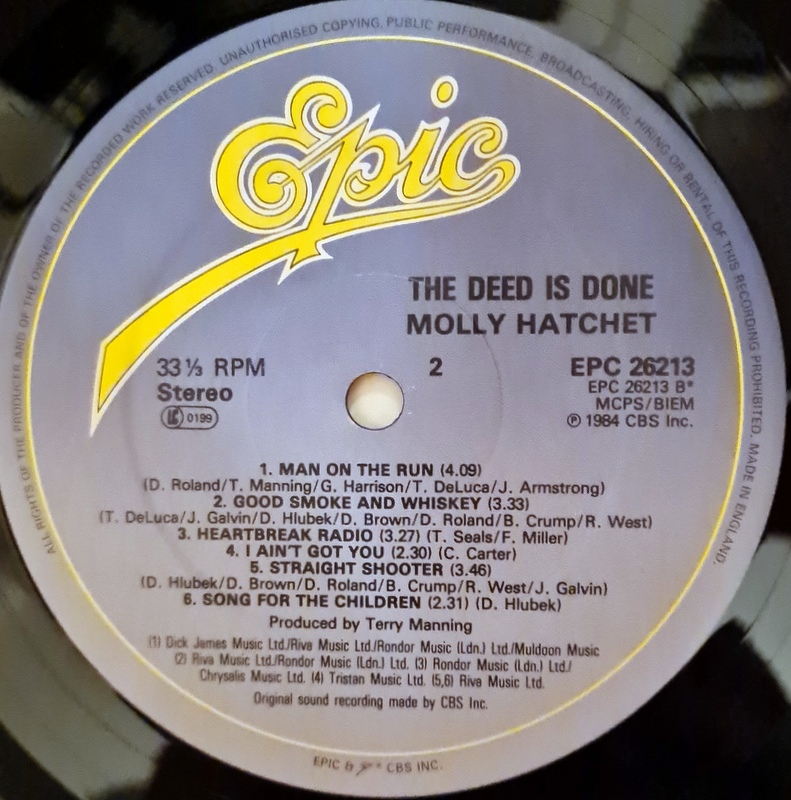 ALL RIGHTS OF THE PRODUCER AND OF THE OWNER OF THE RECORDED WORK RESERVED. UNAUTHORISED COPYING, PUBLIC PERFORMANCE, BROADCASTING, HIRING OR RENTAL OF THIS RECORDING PROHIBITED. MADE IN ENGLAND.
Epic
THE DEED IS DONE
MOLLY HATCHET
33⅓ RPM
2
EPC 26213
Stereo
EPC 26213 B*
MCPS/BIEM
LC 0199
℗ 1984 CBS Inc.
1. MAN ON THE RUN (4.09)
(D. Roland/T. Manning/G. Harrison/T. DeLuca/J. Armstrong)
2. GOOD SMOKE AND WHISKEY (3.33)
(T. DeLuca/J. Galvin/D. Hlubek/D. Brown/D. Roland/B. Crump/R. West)
3. HEARTBREAK RADIO (3.27) (T. Seals/F. Miller)
4. I AIN'T GOT YOU (2.30) (C. Carter)
5. STRAIGHT SHOOTER (3.46)
(D. Hlubek/D. Brown/D. Roland/B. Crump/R. West/J. Galvin)
6. SONG FOR THE CHILDREN (2.31) (D. Hlubek)
Produced by Terry Manning
(1) Dick James Music Ltd./Riva Music Ltd./Rondor Music (Ldn.) Ltd./Muldoon Music
(2) Riva Music Ltd./Rondor Music (Ldn.) Ltd. (3) Rondor Music (Ldn.) Ltd./
Chrysalis Music Ltd. (4) Tristan Music Ltd. (5,6) Riva Music Ltd.
Original sound recording made by CBS Inc.
EPIC & * CBS INC.